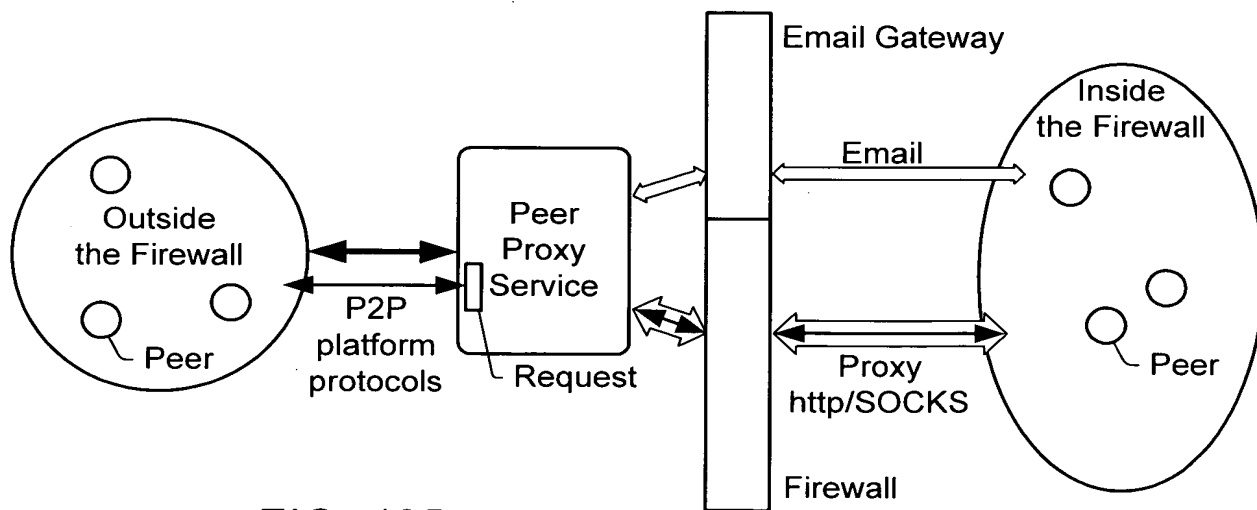 Email Gateway
Inside
the Firewall
Email
Outside
the Firewall
Peer
Proxy
Service
P2P
platform
protocols
Peer
Request
Proxy
http/SOCKS
Peer
Firewall